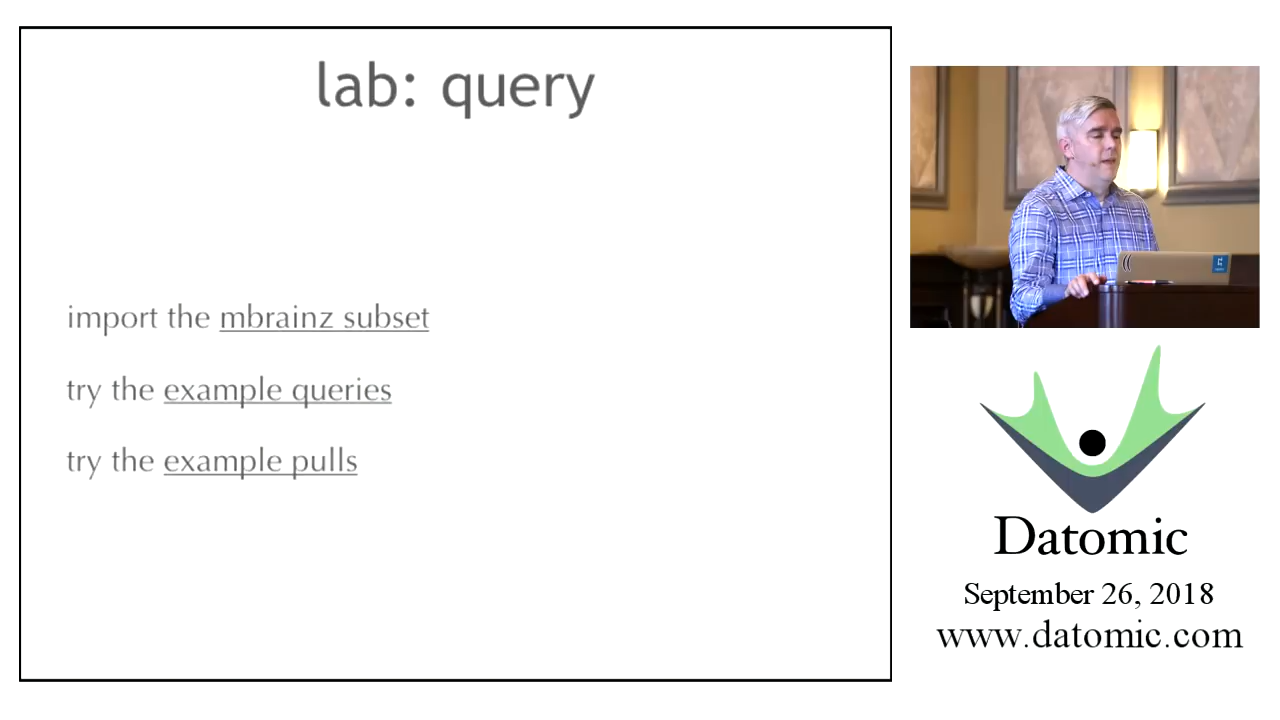 lab: query
import the mbrainz subset
try the example queries
try the example pulls
Datomic
September 26, 2018
www.datomic.com